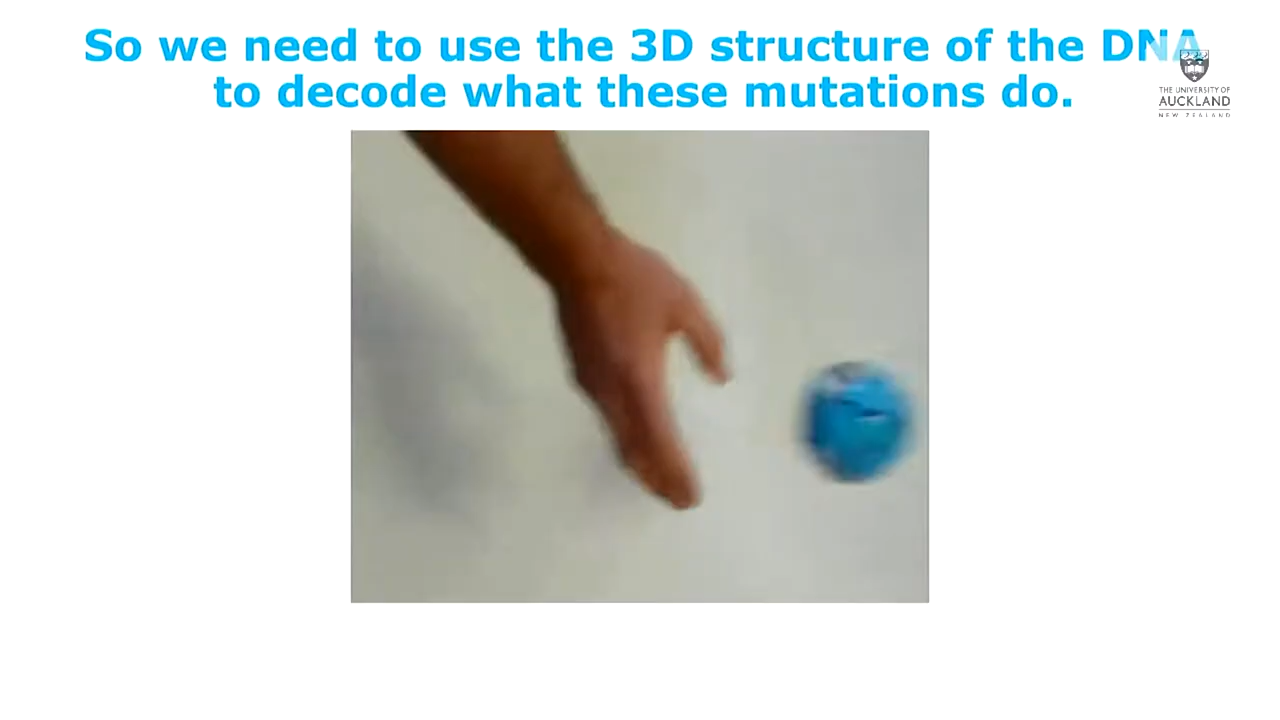 So we need to use the 3D structure of the DNA
to decode what these mutations do.
THE UNIVERSITY OF
AUCKLAND
NEW ZEALAND